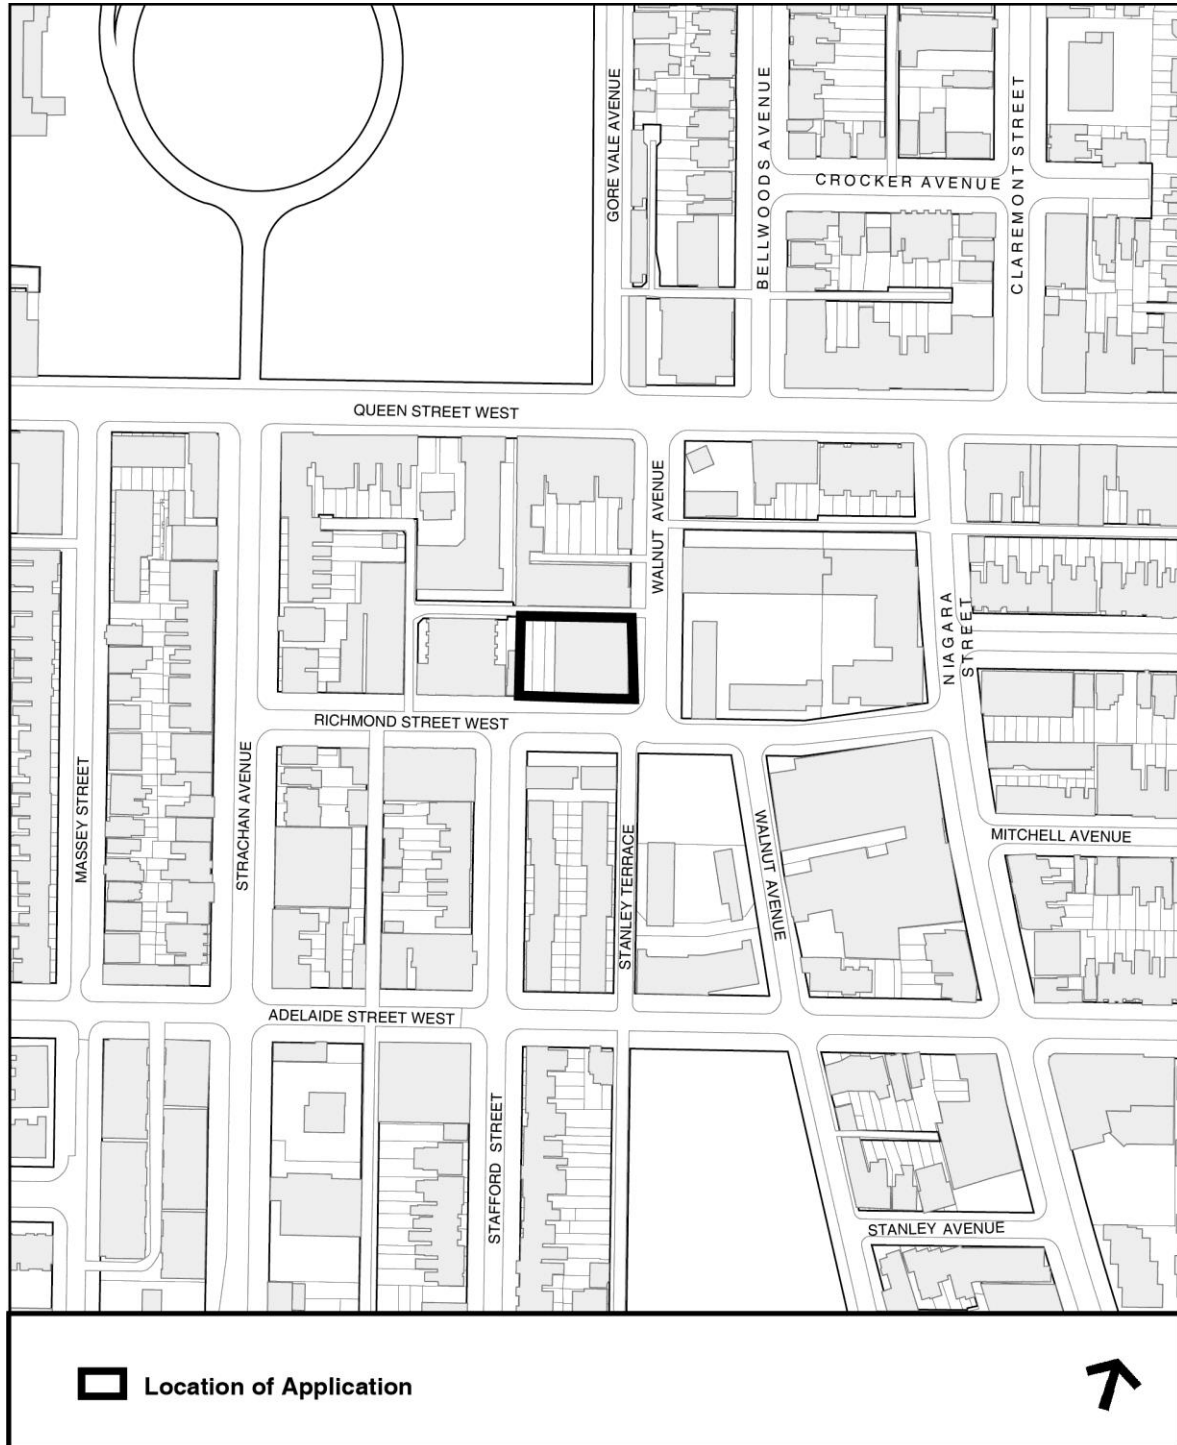 GORE VALE AVENUE
BELLWOODS AVENUE
CLAREMONT STREET
CROCKER AVENUE
QUEEN STREET WEST
WALNUT AVENUE
NIAGARA
STREET
RICHMOND STREET WEST
MASSEY STREET
STRACHAN AVENUE
STANLEY TERRACE
WALNUT AVENUE
MITCHELL AVENUE
ADELAIDE STREET WEST
STAFFORD STREET
STANLEY AVENUE
Location of Application